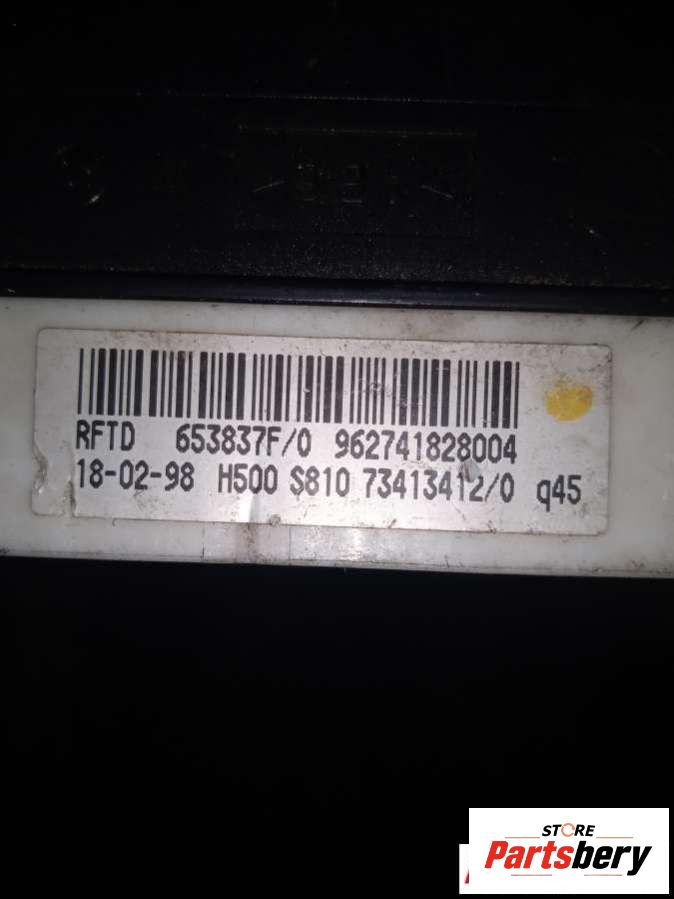 RFTD 653837F/0 962741828004
18-02-98 H500 S810 73413412/0 q45
STORE
Partsbery